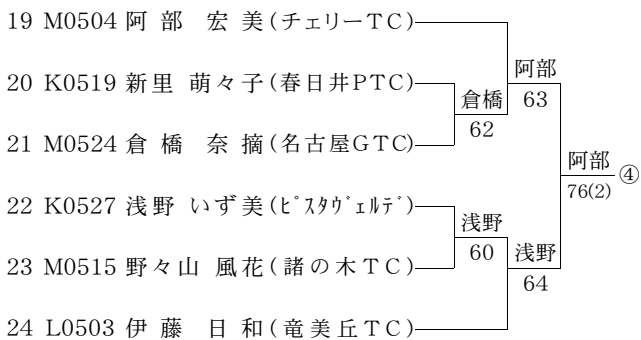 19 M0504 阿 部 宏 美(チェリーTC)
阿部
63
20 K0519 新里 萌々子(春日井PTC)
倉橋
62
21 M0524 倉 橋 奈 摘(名古屋GTC)
阿部 ④
76(2)
22 K0527 浅野 いず美(ﾋﾟｽﾀｳﾞｪﾙﾃﾞ)
浅野
60
23 M0515 野々山 風花(諸の木TC)
浅野
64
24 L0503 伊 藤 日 和(竜美丘TC)